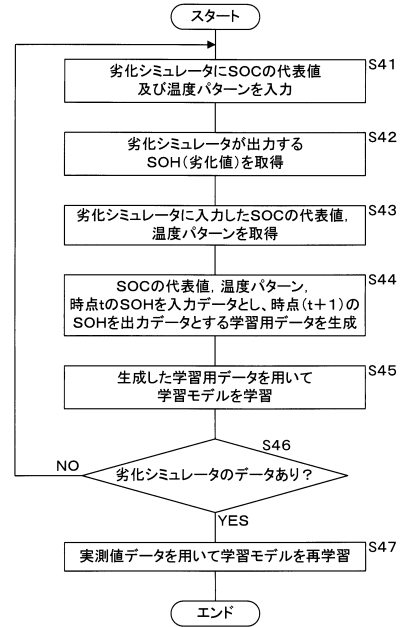 スタート
S41
劣化シミュレータにSOCの代表値
及び温度パターンを入力
S42
劣化シミュレータが出力する
SOH(劣化値)を取得
S43
劣化シミュレータに入力したSOCの代表値,
温度パターンを取得
S44
SOCの代表値, 温度パターン,
時点tのSOHを入力データとし、時点(t+1)の
SOHを出力データとする学習用データを生成
S45
生成した学習用データを用いて
学習モデルを学習
S46
劣化シミュレータのデータあり?
NO
YES
S47
実測値データを用いて学習モデルを再学習
エンド